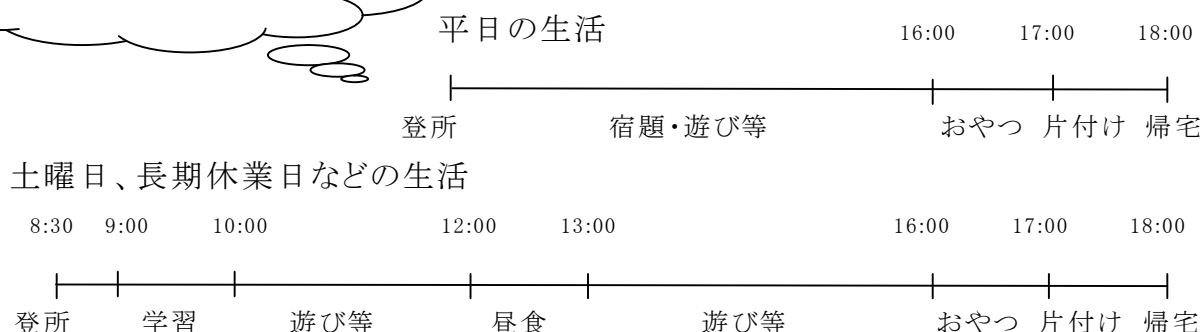 平日の生活
16:00 17:00 18:00
登所 宿題・遊び等 おやつ 片付け 帰宅
土曜日、長期休業日などの生活
8:30 9:00 10:00 12:00 13:00 16:00 17:00 18:00
登所 学習 遊び等 昼食 遊び等 おやつ 片付け 帰宅